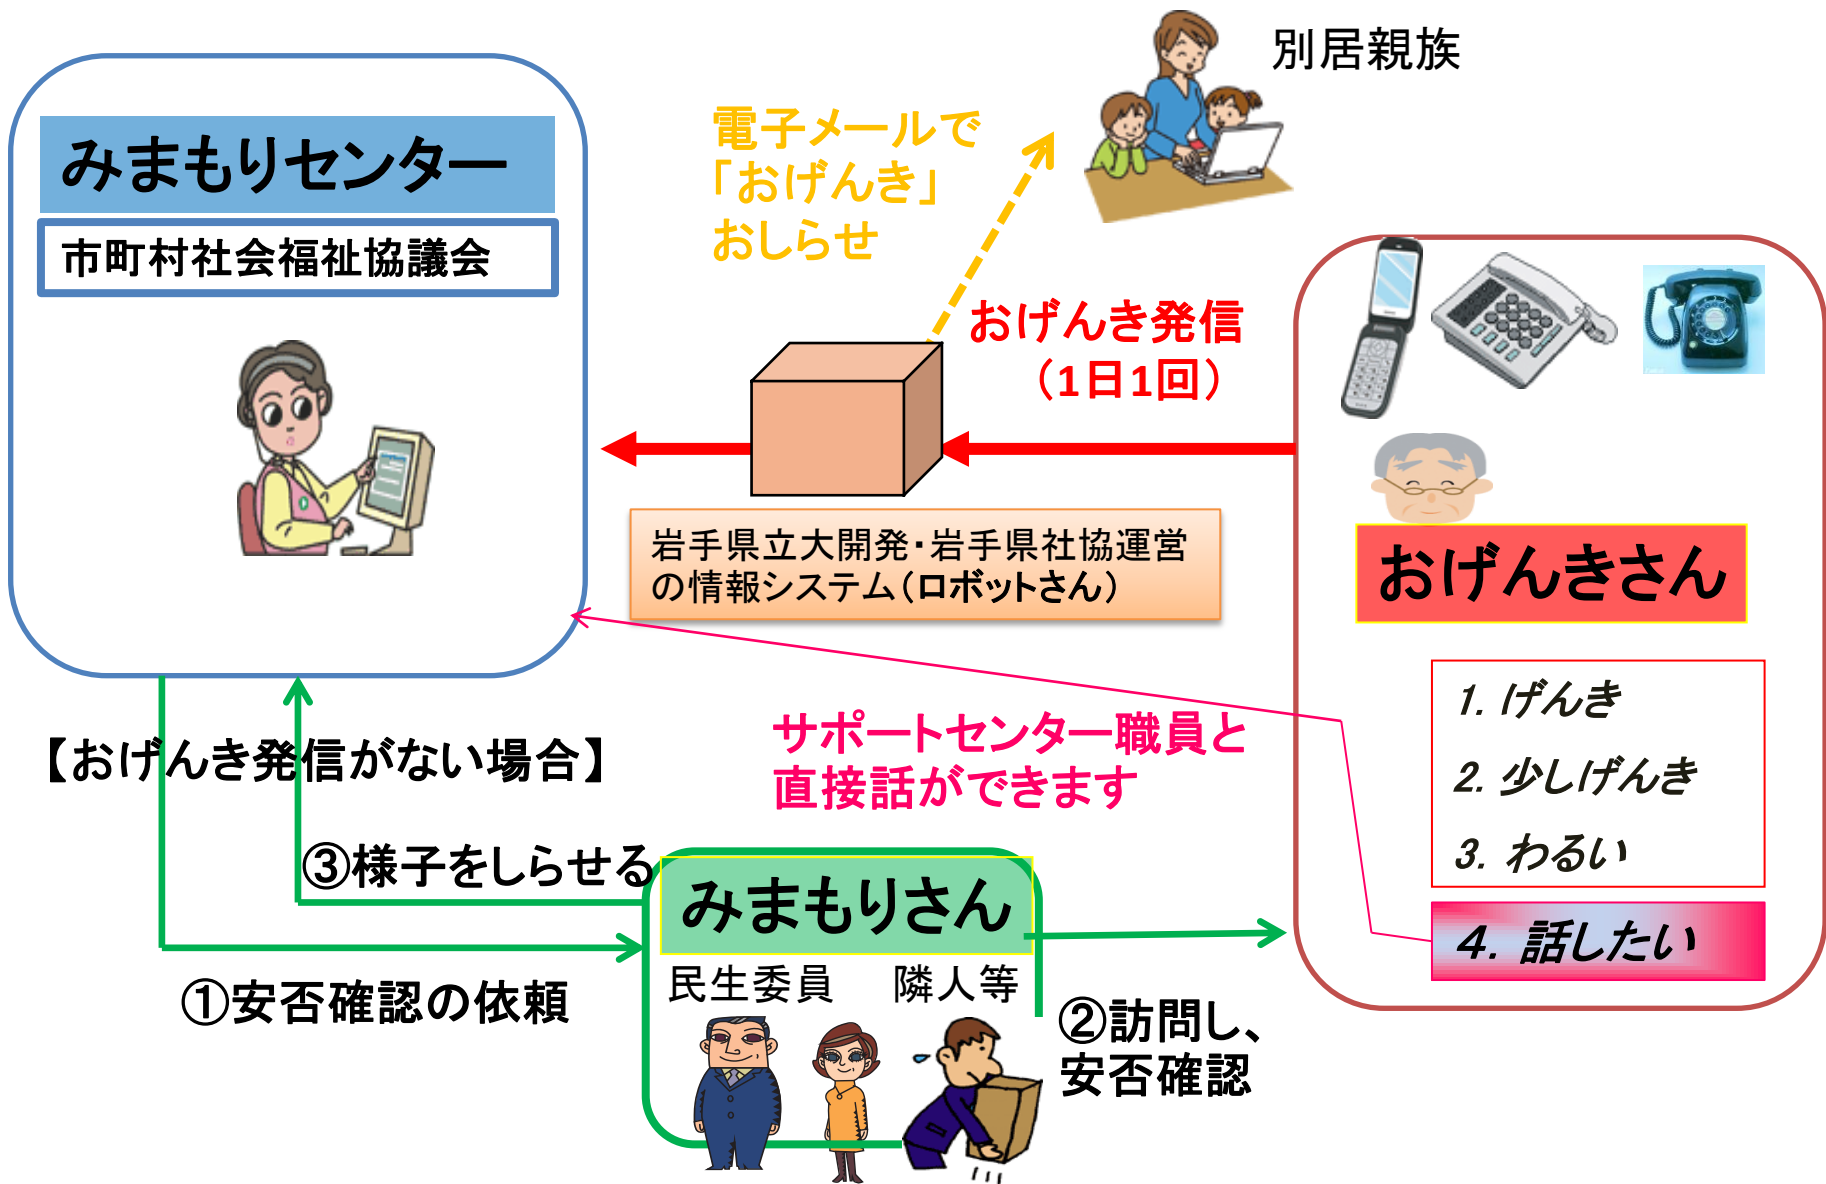 別居親族
電子メールで
「おげんき」
おしらせ
みまもりセンター
市町村社会福祉協議会
おげんき発信
（1日1回）
岩手県立大開発・岩手県社協運営
の情報システム（ロボットさん）
おげんきさん
1. げんき
2. 少しげんき
3. わるい
4. 話したい
サポートセンター職員と
直接話ができます
【おげんき発信がない場合】
③様子をしらせる
みまもりさん
民生委員 隣人等
①安否確認の依頼
②訪問し、
安否確認